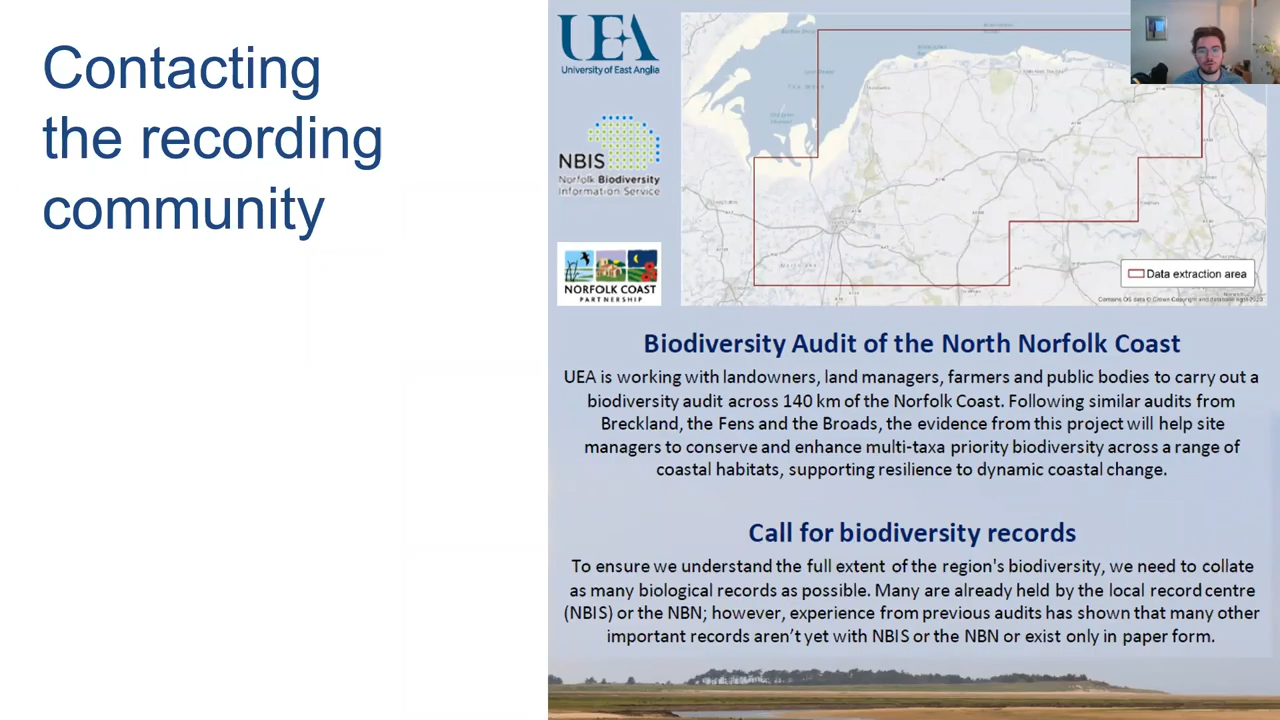 Contacting
the recording
community
UEA
University of East Anglia
NBIS
Norfolk Biodiversity
Information Service
NORFOLK COAST
PARTNERSHIP
Data extraction area
Biodiversity Audit of the North Norfolk Coast
UEA is working with landowners, land managers, farmers and public bodies to carry out a
biodiversity audit across 140 km of the Norfolk Coast. Following similar audits from
Breckland, the Fens and the Broads, the evidence from this project will help site
managers to conserve and enhance multi-taxa priority biodiversity across a range of
coastal habitats, supporting resilience to dynamic coastal change.
Call for biodiversity records
To ensure we understand the full extent of the region's biodiversity, we need to collate
as many biological records as possible. Many are already held by the local record centre
(NBIS) or the NBN; however, experience from previous audits has shown that many other
important records aren’t yet with NBIS or the NBN or exist only in paper form.